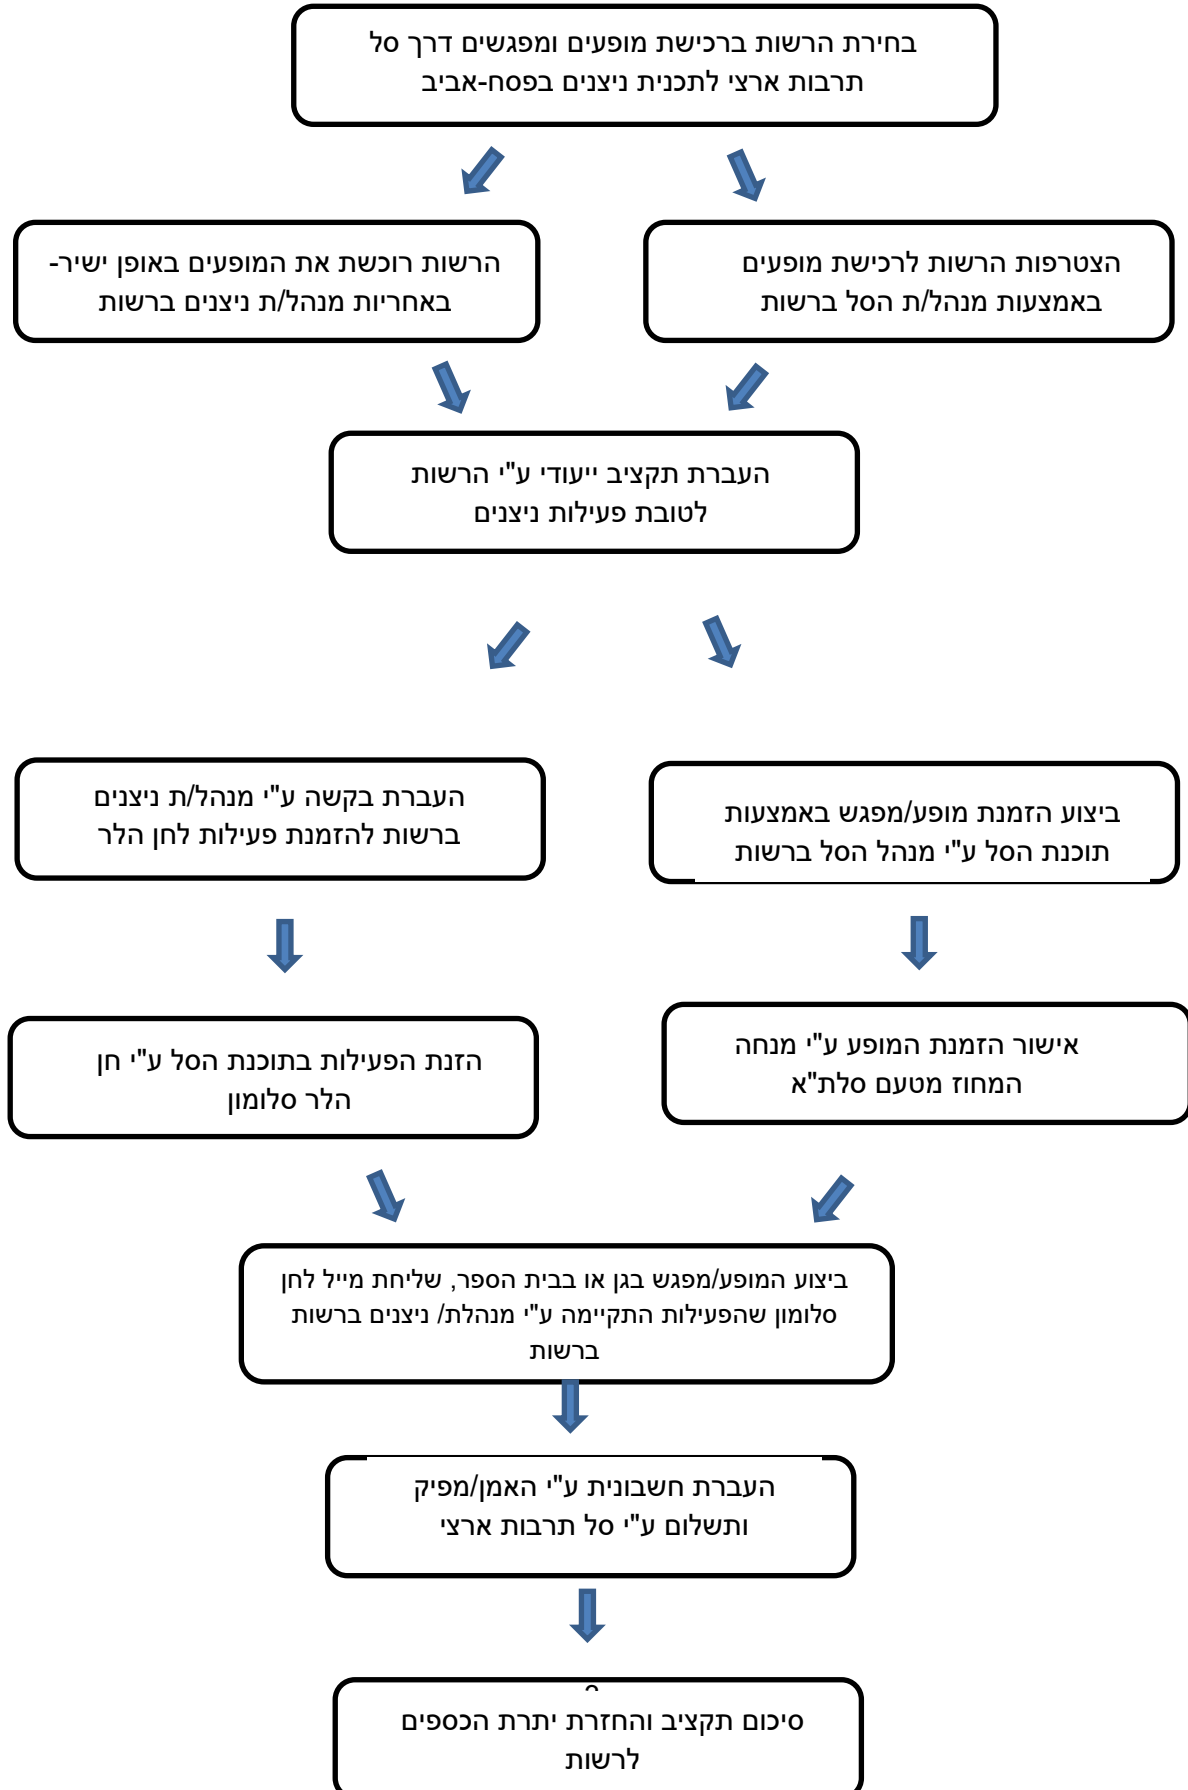 בחירת הרשות ברכישת מופעים ומפגשים דרך סל
תרבות ארצי לתכנית ניצנים בפסח-אביב
הצטרפות הרשות לרכישת מופעים
באמצעות מנהל/ת הסל ברשות
הרשות רוכשת את המופעים באופן ישיר-
באחריות מנהל/ת ניצנים ברשות
העברת תקציב ייעודי ע"י הרשות
לטובת פעילות ניצנים
ביצוע הזמנת מופע/מפגש באמצעות
תוכנת הסל ע"י מנהל הסל ברשות
העברת בקשה ע"י מנהל/ת ניצנים
ברשות להזמנת פעילות לחן הלר
אישור הזמנת המופע ע"י מנחה
המחוז מטעם סלת"א
הזנת הפעילות בתוכנת הסל ע"י חן
הלר סלומון
ביצוע המופע/מפגש בגן או בבית הספר, שליחת מייל לחן
סלומון שהפעילות התקיימה ע"י מנהלת/ ניצנים ברשות
ברשות
העברת חשבונית ע"י האמן/מפיק
ותשלום ע"י סל תרבות ארצי
סיכום תקציב והחזרת יתרת הכספים
לרשות